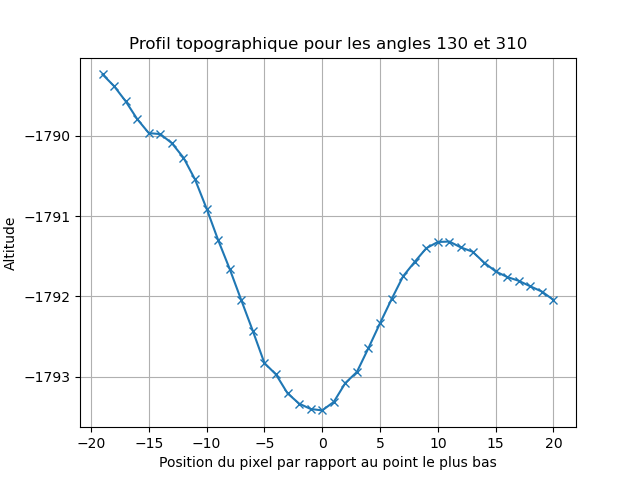 Profil topographique pour les angles 130 et 310
Altitude
−1790
−1791
−1792
−1793
−20 −15 −10 −5 0 5 10 15 20
Position du pixel par rapport au point le plus bas